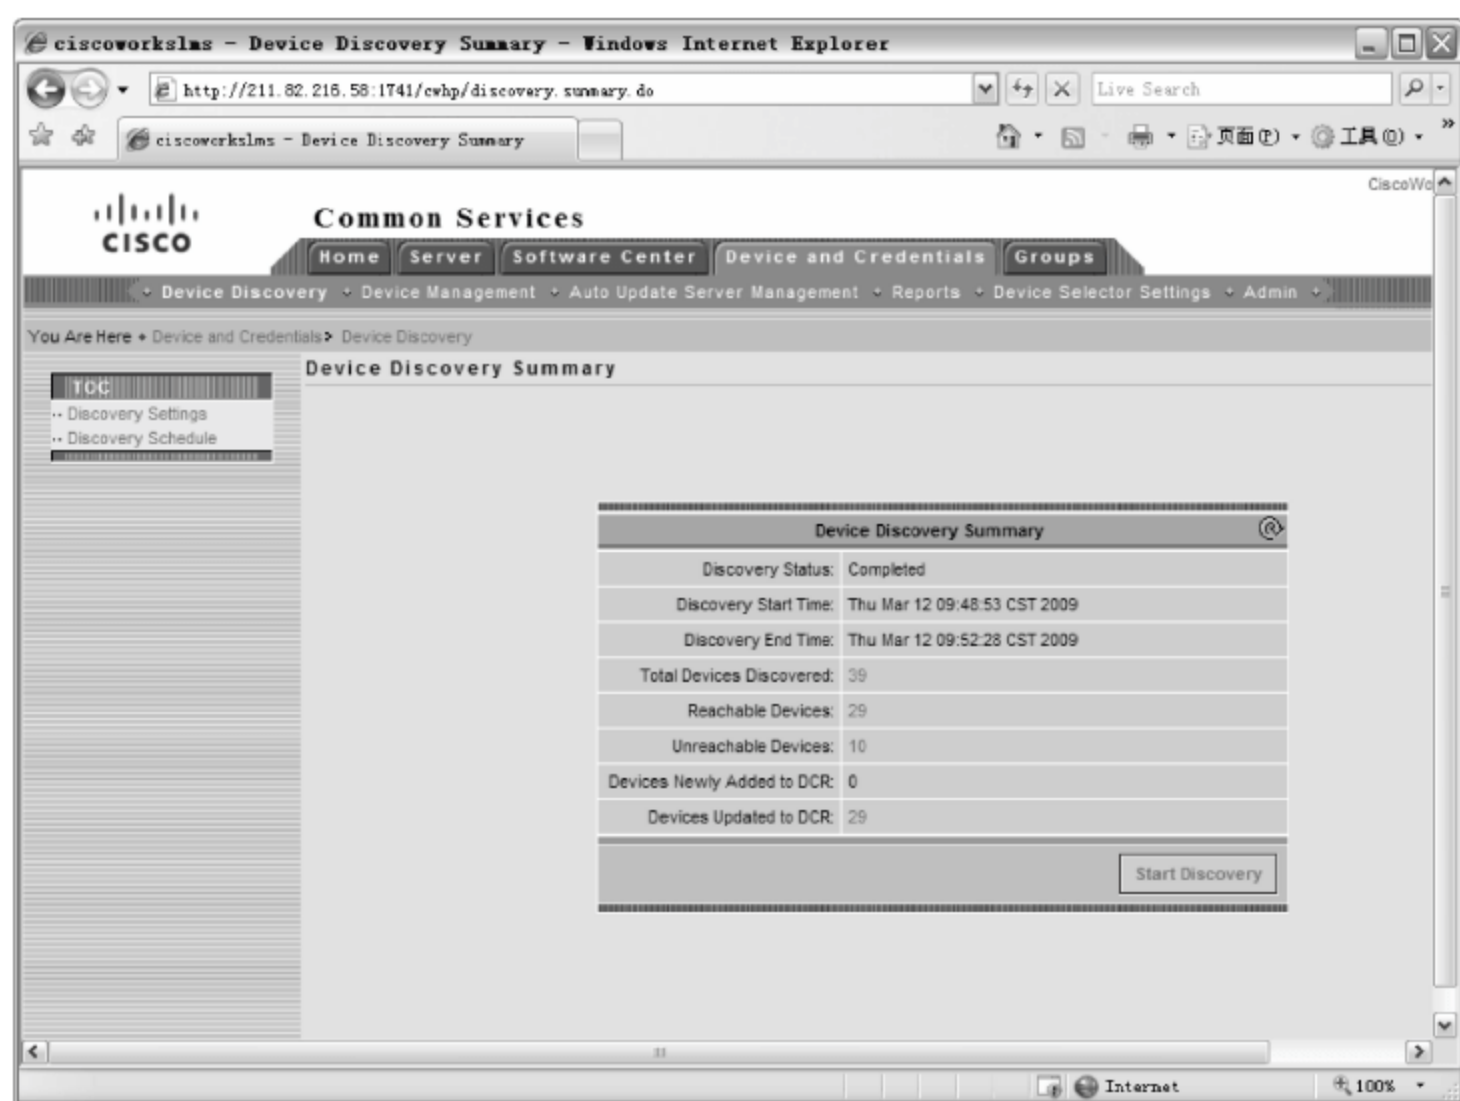 ciscoworkslms - Device Discovery Summary - Windows Internet Explorer
http://211.82.216.58:1741/cwhp/discovery.summary.do
Live Search
ciscoworkslms - Device Discovery Summary
页面(P)
工具(O)
»
CiscoWo
CISCO
Common Services
Home
Server
Software Center
Device and Credentials
Groups
Device Discovery
Device Management
Auto Update Server Management
Reports
Device Selector Settings
Admin
You Are Here • Device and Credentials > Device Discovery
Device Discovery Summary
TOC
Discovery Settings
Discovery Schedule
Device Discovery Summary
Discovery Status: Completed
Discovery Start Time: Thu Mar 12 09:48:53 CST 2009
Discovery End Time: Thu Mar 12 09:52:28 CST 2009
Total Devices Discovered: 39
Reachable Devices: 29
Unreachable Devices: 10
Devices Newly Added to DCR: 0
Devices Updated to DCR: 29
Start Discovery
Internet
100%